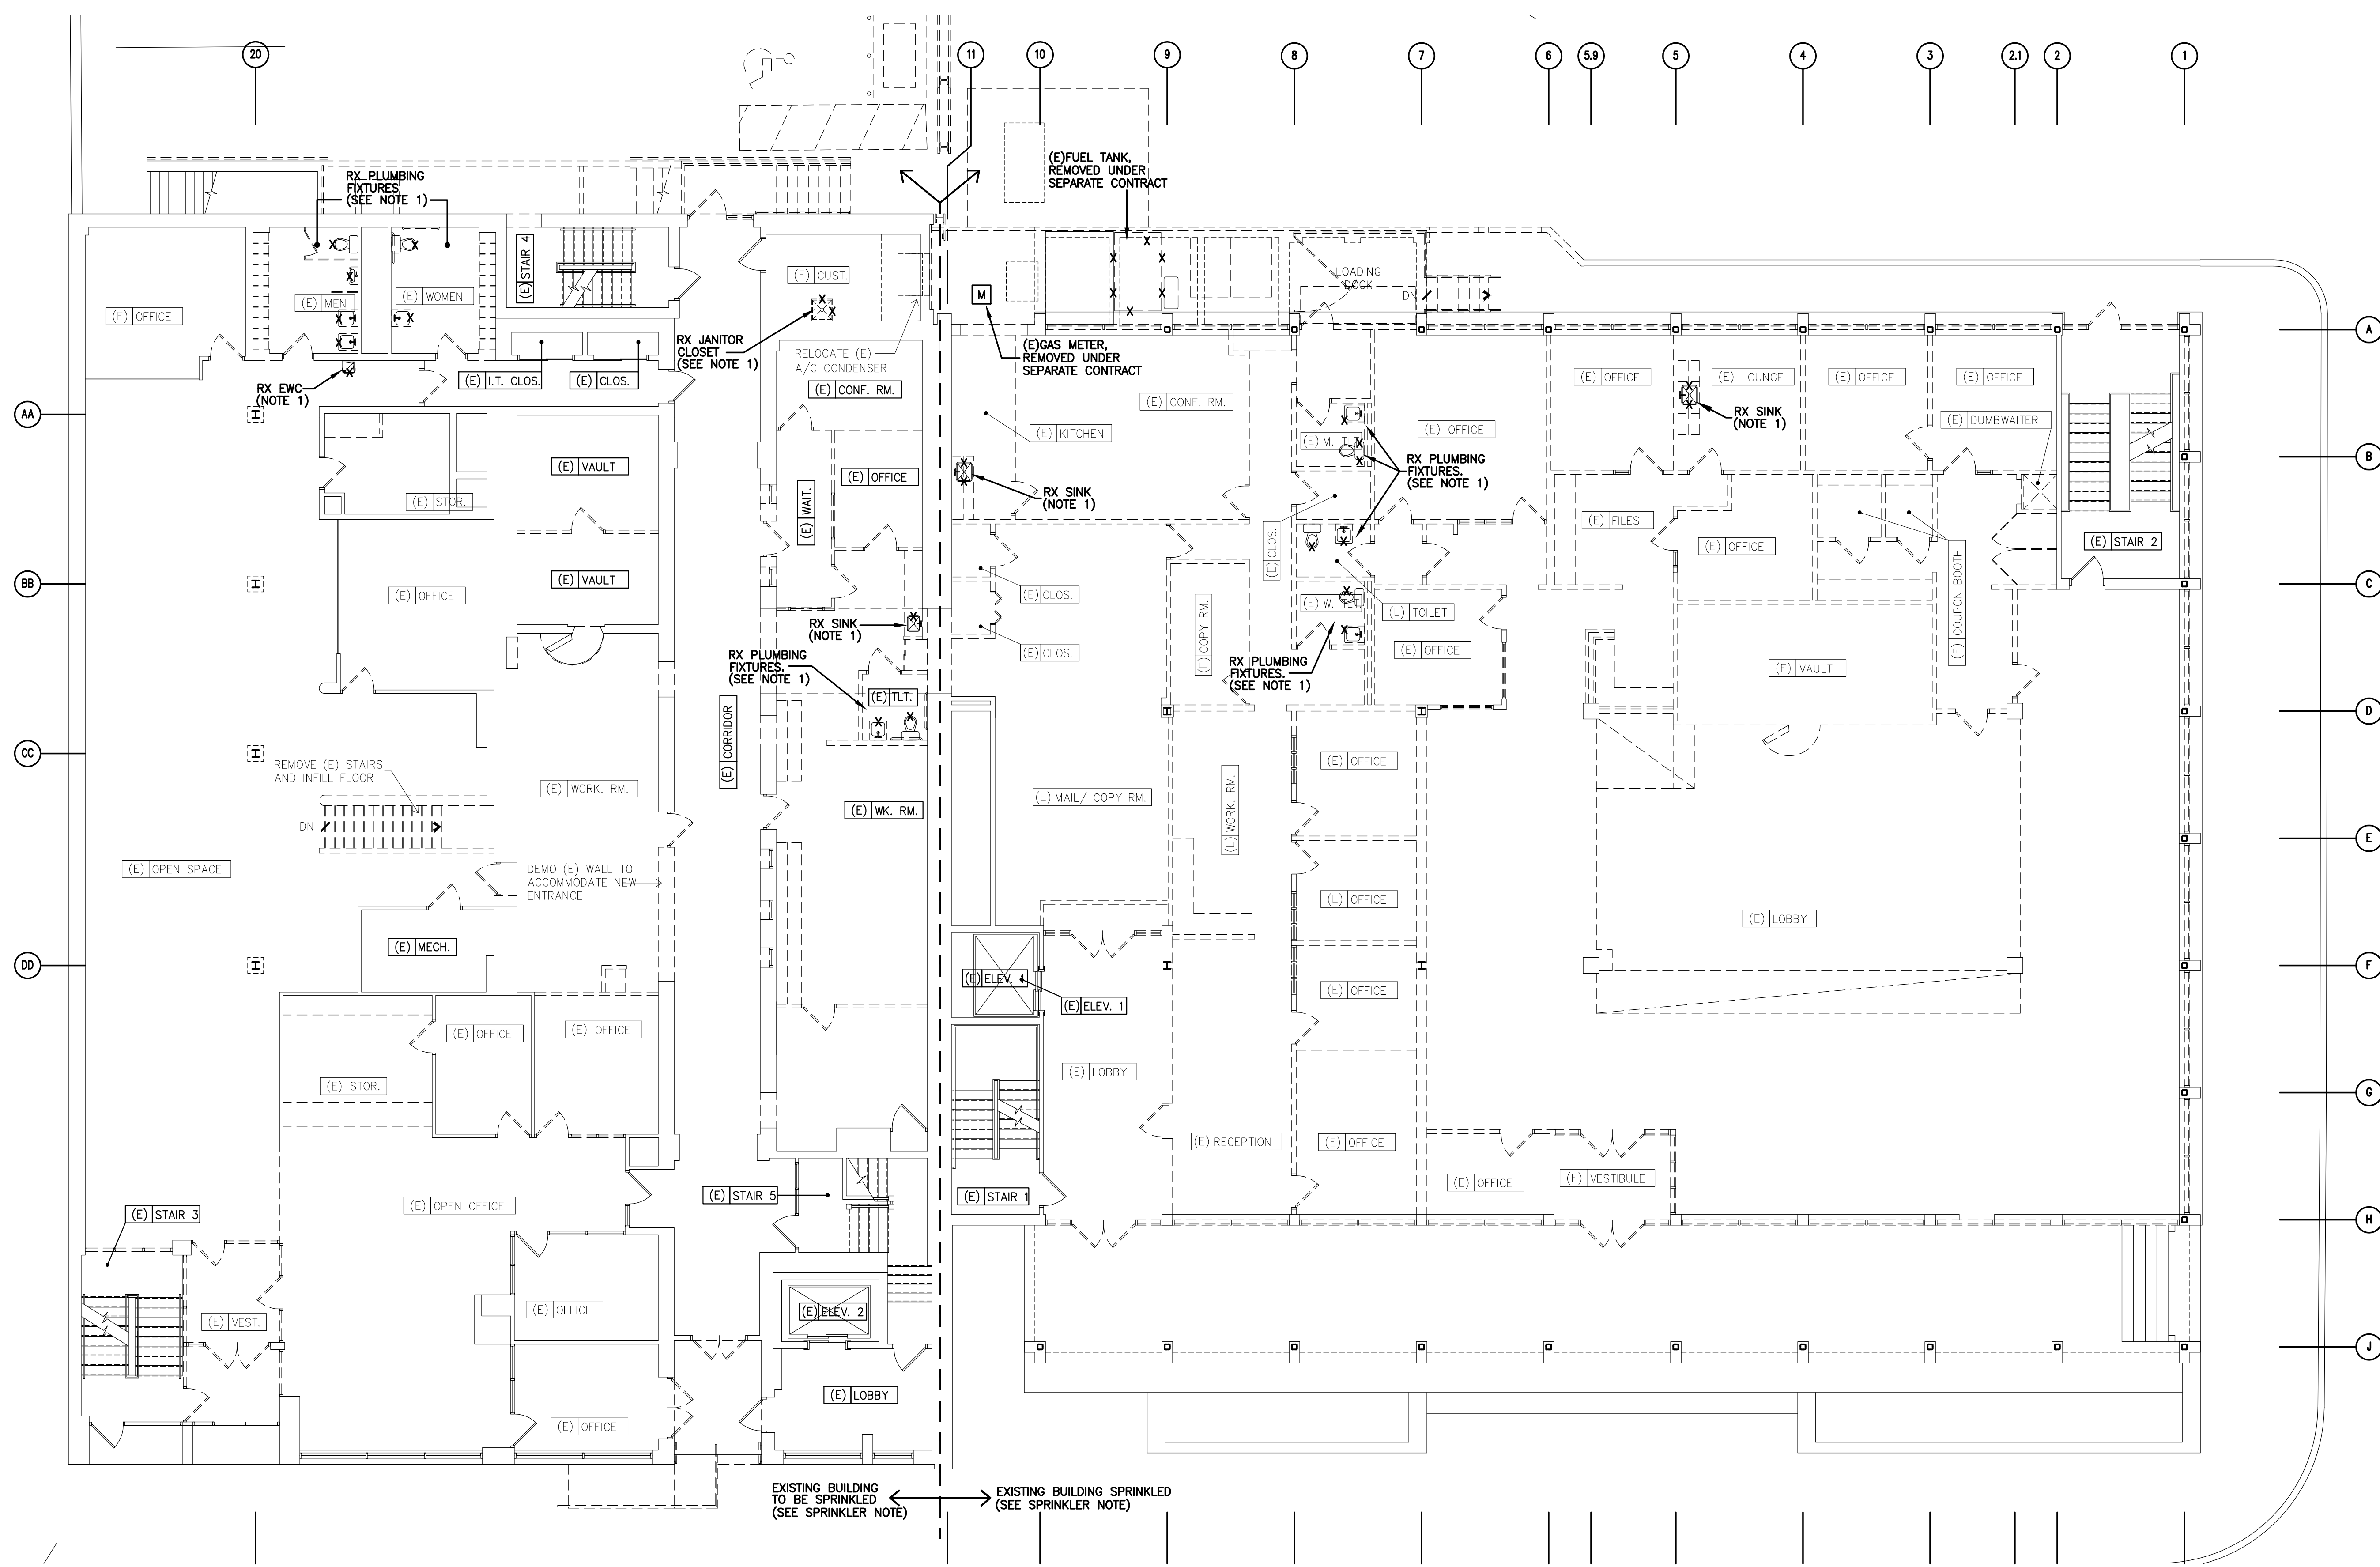 20
11
10
9
8
7
6
5.9
5
4
3
2.1
2
1
(E)FUEL TANK,
REMOVED UNDER
SEPARATE CONTRACT
RX PLUMBING
FIXTURES
(SEE NOTE 1)
(E) STAIR 4
(E) CUST.
LOADING
DOCK
DN
M
(E) MEN
(E) WOMEN
(E) OFFICE
A
RX JANITOR
CLOSET
(SEE NOTE 1)
RELOCATE (E)
A/C CONDENSER
(E)GAS METER,
REMOVED UNDER
SEPARATE CONTRACT
RX EWC
(NOTE 1)
(E) I.T. CLOS.
(E) CLOS.
(E) CONF. RM.
(E) CONF. RM.
(E) OFFICE
(E) LOUNGE
(E) OFFICE
(E) OFFICE
AA
RX SINK
(NOTE 1)
(E) DUMBWAITER
(E) KITCHEN
(E) M. TLT.
(E) OFFICE
B
(E) VAULT
(E) OFFICE
RX PLUMBING
FIXTURES.
(SEE NOTE 1)
(E) STOR.
(E) WAIT.
RX SINK
(NOTE 1)
(E) CLOS.
(E) FILES
(E) OFFICE
(E) STAIR 2
(E) VAULT
BB
(E) OFFICE
(E) CLOS.
(E) COPY RM.
(E) W. TLT.
(E) TOILET
(E) COUPON BOOTH
C
RX SINK
(NOTE 1)
(E) CLOS.
(E) OFFICE
RX PLUMBING
FIXTURES.
(SEE NOTE 1)
RX PLUMBING
FIXTURES.
(SEE NOTE 1)
(E) VAULT
(E) TLT.
(E) CORRIDOR
D
CC
REMOVE (E) STAIRS
AND INFILL FLOOR
(E) WORK. RM.
(E) OFFICE
(E) MAIL/ COPY RM.
(E) WORK. RM.
(E) WK. RM.
DN
E
(E) OPEN SPACE
DEMO (E) WALL TO
ACCOMMODATE NEW
ENTRANCE
(E) OFFICE
(E) LOBBY
(E) MECH.
DD
(E) ELEV. 1
(E) ELEV. 1
(E) OFFICE
F
(E) OFFICE
(E) OFFICE
(E) STOR.
(E) LOBBY
G
(E) RECEPTION
(E) OFFICE
(E) OFFICE
(E) VESTIBULE
(E) STAIR 5
(E) STAIR 1
(E) OPEN OFFICE
(E) STAIR 3
H
(E) OFFICE
(E) ELEV. 2
(E) VEST.
J
(E) LOBBY
(E) OFFICE
EXISTING BUILDING
TO BE SPRINKLED
(SEE SPRINKLER NOTE)
EXISTING BUILDING SPRINKLED
(SEE SPRINKLER NOTE)